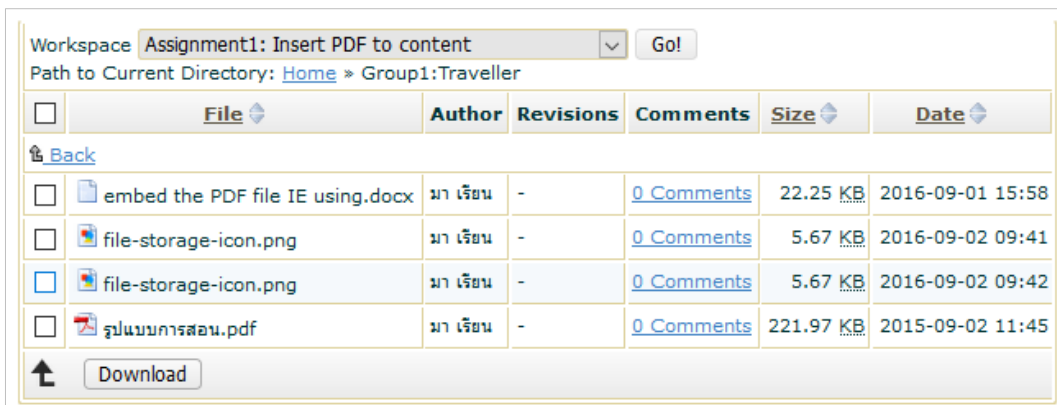 Workspace Assignment1: Insert PDF to content Go!
Path to Current Directory: Home » Group1:Traveller
File Author Revisions Comments Size Date
Back
embed the PDF file IE using.docx มา เรียน - 0 Comments 22.25 KB 2016-09-01 15:58
file-storage-icon.png มา เรียน - 0 Comments 5.67 KB 2016-09-02 09:41
file-storage-icon.png มา เรียน - 0 Comments 5.67 KB 2016-09-02 09:42
รูปแบบการสอน.pdf มา เรียน - 0 Comments 221.97 KB 2015-09-02 11:45
Download